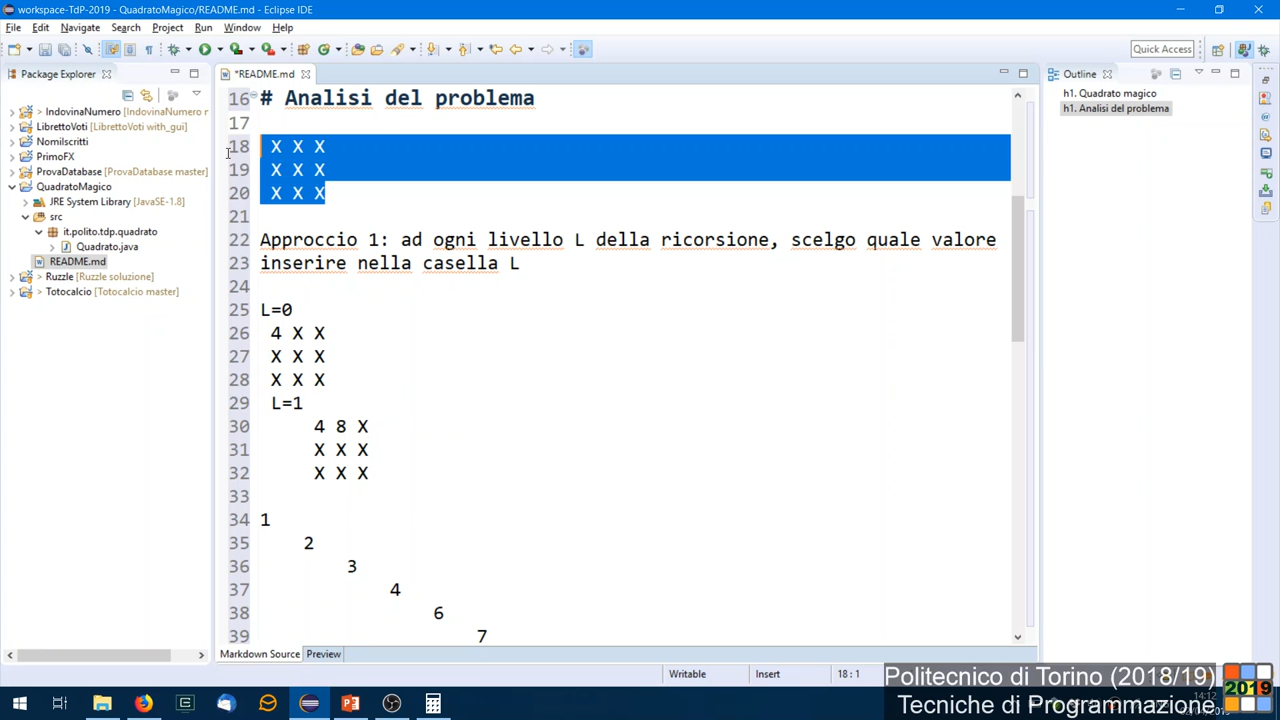 workspace-TdP-2019 - QuadratoMagico/README.md - Eclipse IDE
File Edit Navigate Search Project Run Window Help
Quick Access
Package Explorer
*README.md
Outline
> IndovinaNumero [IndovinaNumero r
LibrettoVoti [LibrettoVoti with_gui]
NomiIscritti
PrimoFX
ProvaDatabase [ProvaDatabase master]
QuadratoMagico
JRE System Library [JavaSE-1.8]
src
it.polito.tdp.quadrato
Quadrato.java
README.md
> Ruzzle [Ruzzle soluzione]
> Totocalcio [Totocalcio master]
16 # Analisi del problema
17
18 X X X
19 X X X
20 X X X
21
22 Approccio 1: ad ogni livello L della ricorsione, scelgo quale valore
23 inserire nella casella L
24
25 L=0
26 4 X X
27 X X X
28 X X X
29 L=1
30 4 8 X
31 X X X
32 X X X
33
34 1
35 2
36 3
37 4
38 6
39 7
h1. Quadrato magico
h1. Analisi del problema
Markdown Source Preview
Writable Insert 18 : 1
Politecnico di Torino (2018/19)
Tecniche di Programmazione
2019
14:12